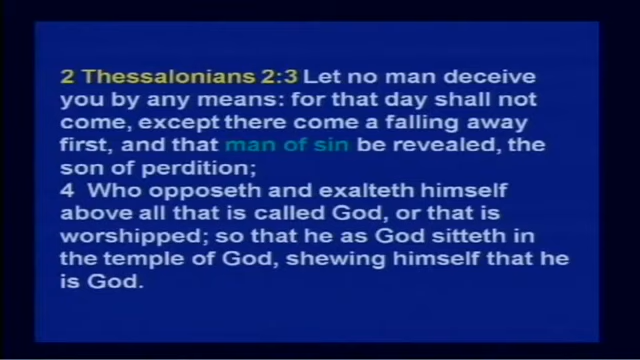 2 Thessalonians 2:3 Let no man deceive
you by any means: for that day shall not
come, except there come a falling away
first, and that man of sin be revealed, the
son of perdition;
4 Who opposeth and exalteth himself
above all that is called God, or that is
worshipped; so that he as God sitteth in
the temple of God, shewing himself that he
is God.